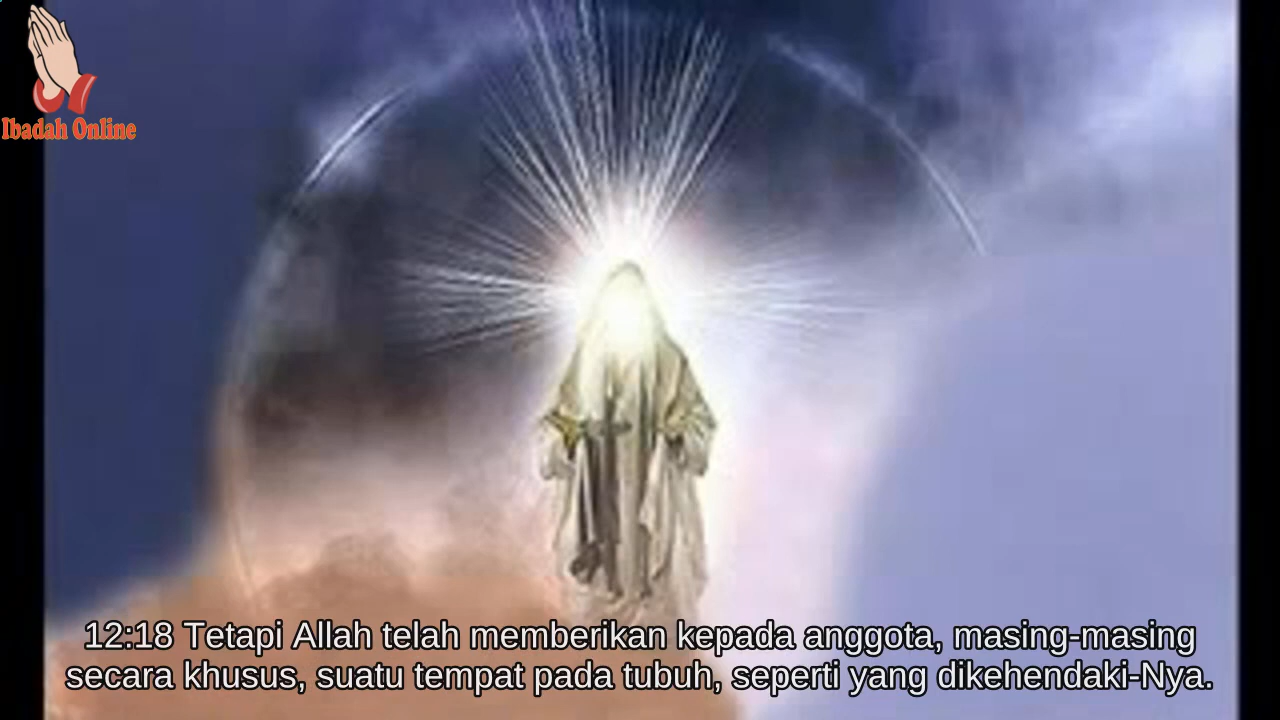 Ibadah Online
12:18 Tetapi Allah telah memberikan kepada anggota, masing-masing
secara khusus, suatu tempat pada tubuh, seperti yang dikehendaki-Nya.